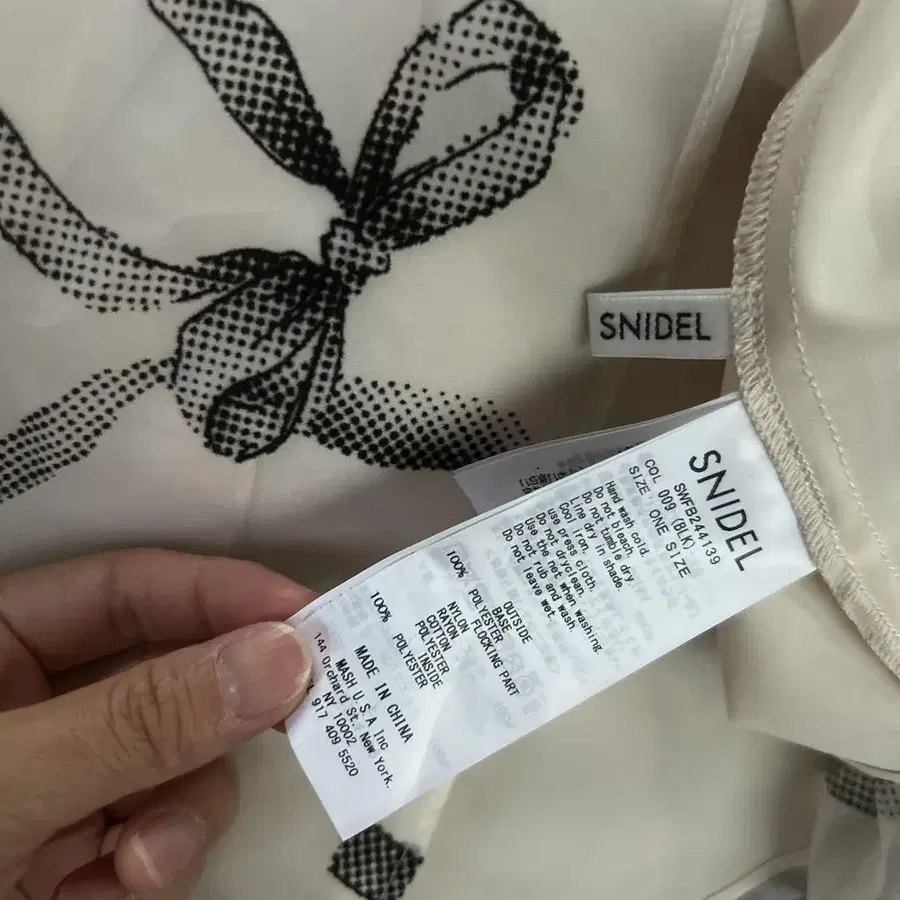 SNIDEL
SNIDEL
SWFB244139
COL 009 (BLK)
SIZE / ONE SIZE
Hand wash cold.
Do not bleach.
Do not tumble dry.
Line dry in shade.
Cool iron.
use press cloth.
Do not dryclean.
Use the net when washing.
Do not rub and wash.
Do not leave wet.
OUTSIDE
BASE
100% POLYESTER
FLOCKING PART
NYLON
RAYON
COTTON
POLYESTER
INSIDE
100% POLYESTER
MADE IN CHINA
MASH U.S.A Inc
144 Orchard St. New York.
NY 10002
917 409 5520